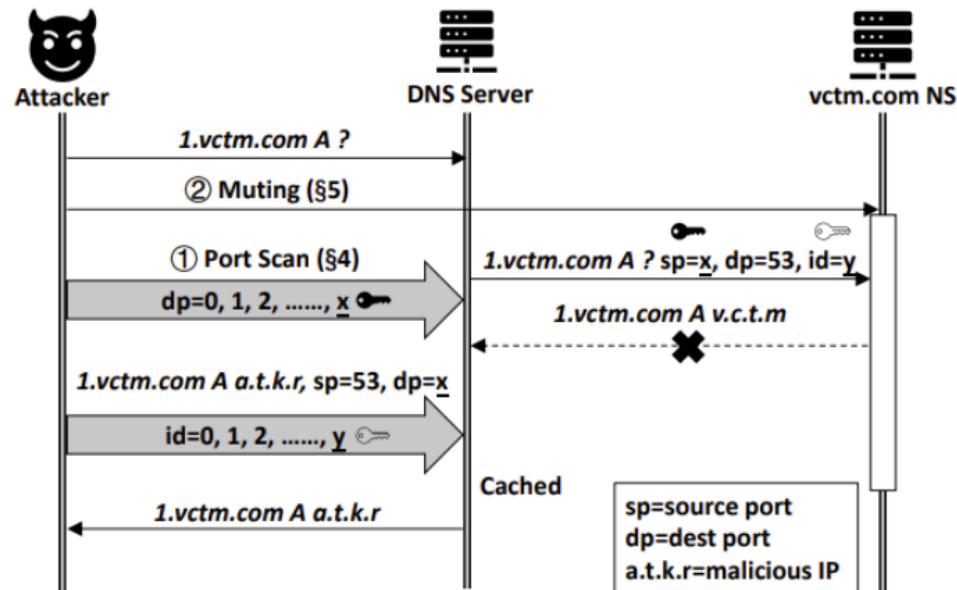 Attacker
DNS Server
vctm.com NS
1.vctm.com A ?
② Muting (§5)
① Port Scan (§4)
1.vctm.com A ? sp=x, dp=53, id=y
dp=0, 1, 2, ......, x
1.vctm.com A v.c.t.m
1.vctm.com A a.t.k.r, sp=53, dp=x
id=0, 1, 2, ......, y
Cached
1.vctm.com A a.t.k.r
sp=source port
dp=dest port
a.t.k.r=malicious IP